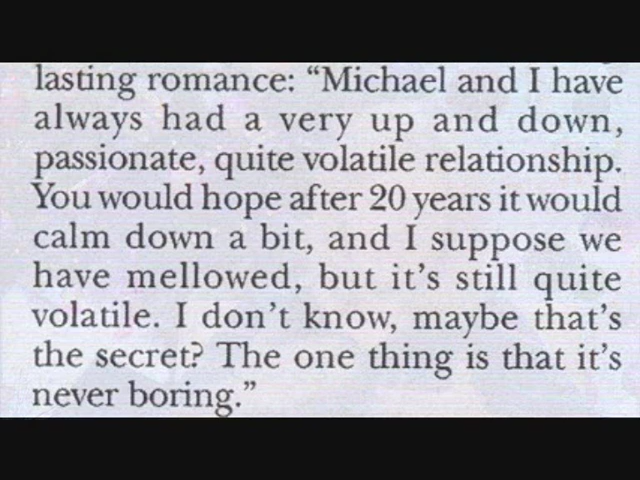 lasting romance: “Michael and I have
always had a very up and down,
passionate, quite volatile relationship.
You would hope after 20 years it would
calm down a bit, and I suppose we
have mellowed, but it’s still quite
volatile. I don’t know, maybe that’s
the secret? The one thing is that it’s
never boring.”